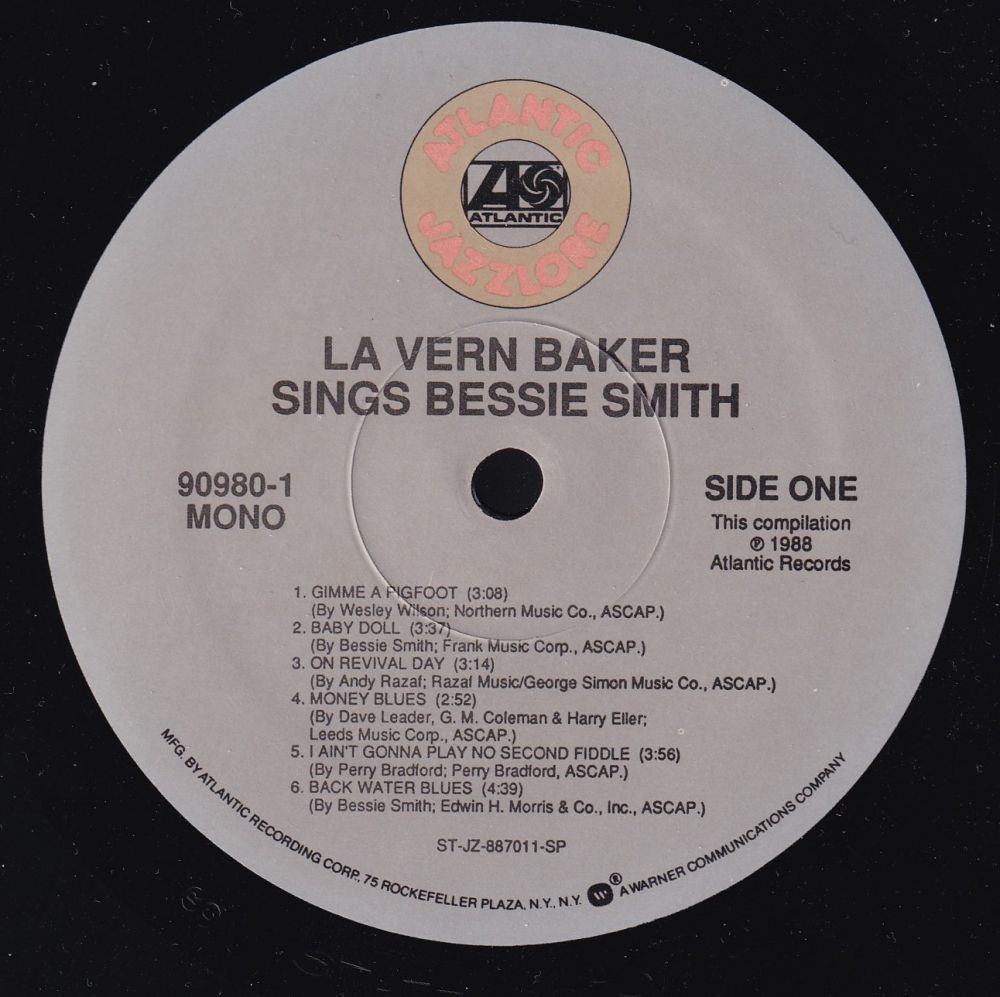 ATLANTIC
ATLANTIC
JAZZLORE
LA VERN BAKER
SINGS BESSIE SMITH
90980-1
MONO
SIDE ONE
This compilation
℗ 1988
Atlantic Records
1. GIMME A PIGFOOT (3:08)
(By Wesley Wilson; Northern Music Co., ASCAP.)
2. BABY DOLL (3:37)
(By Bessie Smith; Frank Music Corp., ASCAP.)
3. ON REVIVAL DAY (3:14)
(By Andy Razaf; Razaf Music/George Simon Music Co., ASCAP.)
4. MONEY BLUES (2:52)
(By Dave Leader, G. M. Coleman & Harry Eller;
Leeds Music Corp., ASCAP.)
5. I AIN'T GONNA PLAY NO SECOND FIDDLE (3:56)
(By Perry Bradford; Perry Bradford, ASCAP.)
6. BACK WATER BLUES (4:39)
(By Bessie Smith; Edwin H. Morris & Co., Inc., ASCAP.)
ST-JZ-887011-SP
MFG. BY ATLANTIC RECORDING CORP., 75 ROCKEFELLER PLAZA, N.Y., N.Y. ® A WARNER COMMUNICATIONS COMPANY